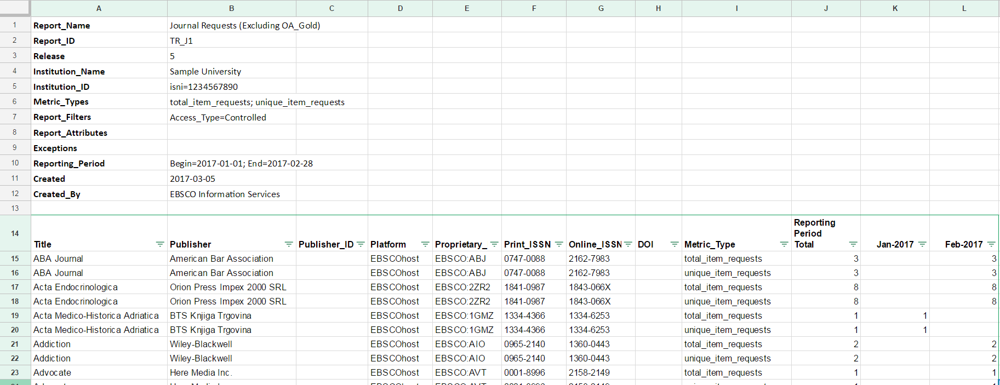 A B C D E F G H I J K L
1 Report_Name Journal Requests (Excluding OA_Gold)
2 Report_ID TR_J1
3 Release 5
4 Institution_Name Sample University
5 Institution_ID isni=1234567890
6 Metric_Types total_item_requests; unique_item_requests
7 Report_Filters Access_Type=Controlled
8 Report_Attributes
9 Exceptions
10 Reporting_Period Begin=2017-01-01; End=2017-02-28
11 Created 2017-03-05
12 Created_By EBSCO Information Services
13
14 Title Publisher Publisher_ID Platform Proprietary_ Print_ISSN Online_ISSN DOI Metric_Type Reporting Period Total Jan-2017 Feb-2017
15 ABA Journal American Bar Association EBSCOhost EBSCO:ABJ 0747-0088 2162-7983 total_item_requests 3 3
16 ABA Journal American Bar Association EBSCOhost EBSCO:ABJ 0747-0088 2162-7983 unique_item_requests 3 3
17 Acta Endocrinologica Orion Press Impex 2000 SRL EBSCOhost EBSCO:2ZR2 1841-0987 1843-066X total_item_requests 8 8
18 Acta Endocrinologica Orion Press Impex 2000 SRL EBSCOhost EBSCO:2ZR2 1841-0987 1843-066X unique_item_requests 8 8
19 Acta Medico-Historica Adriatica BTS Knjiga Trgovina EBSCOhost EBSCO:1GMZ 1334-4366 1334-6253 total_item_requests 1 1
20 Acta Medico-Historica Adriatica BTS Knjiga Trgovina EBSCOhost EBSCO:1GMZ 1334-4366 1334-6253 unique_item_requests 1 1
21 Addiction Wiley-Blackwell EBSCOhost EBSCO:AIO 0965-2140 1360-0443 total_item_requests 2 2
22 Addiction Wiley-Blackwell EBSCOhost EBSCO:AIO 0965-2140 1360-0443 unique_item_requests 2 2
23 Advocate Here Media Inc. EBSCOhost EBSCO:AVT 0001-8996 2158-2149 total_item_requests 1 1